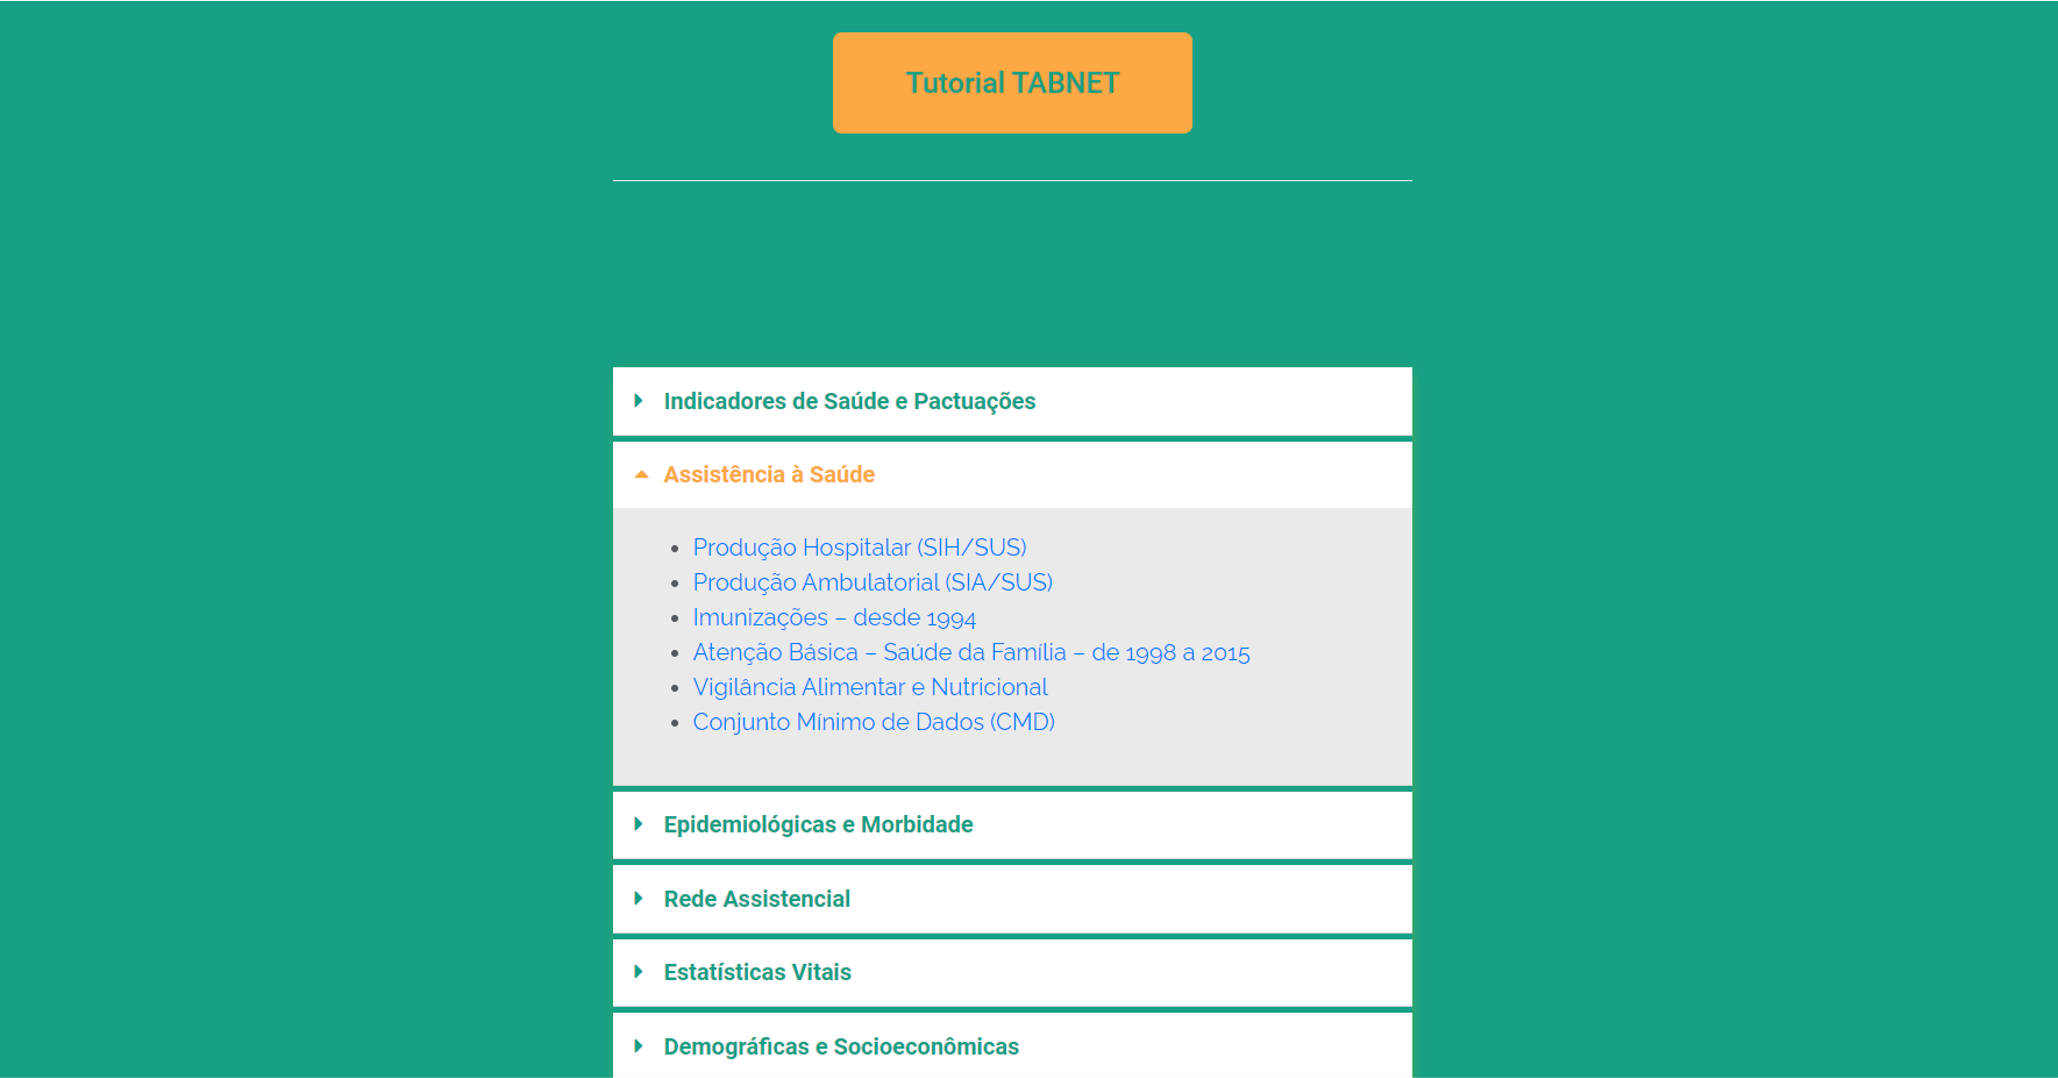 Tutorial TABNET
Indicadores de Saúde e Pactuações
Assistência à Saúde
Produção Hospitalar (SIH/SUS)
Produção Ambulatorial (SIA/SUS)
Imunizações – desde 1994
Atenção Básica – Saúde da Família – de 1998 a 2015
Vigilância Alimentar e Nutricional
Conjunto Mínimo de Dados (CMD)
Epidemiológicas e Morbidade
Rede Assistencial
Estatísticas Vitais
Demográficas e Socioeconômicas